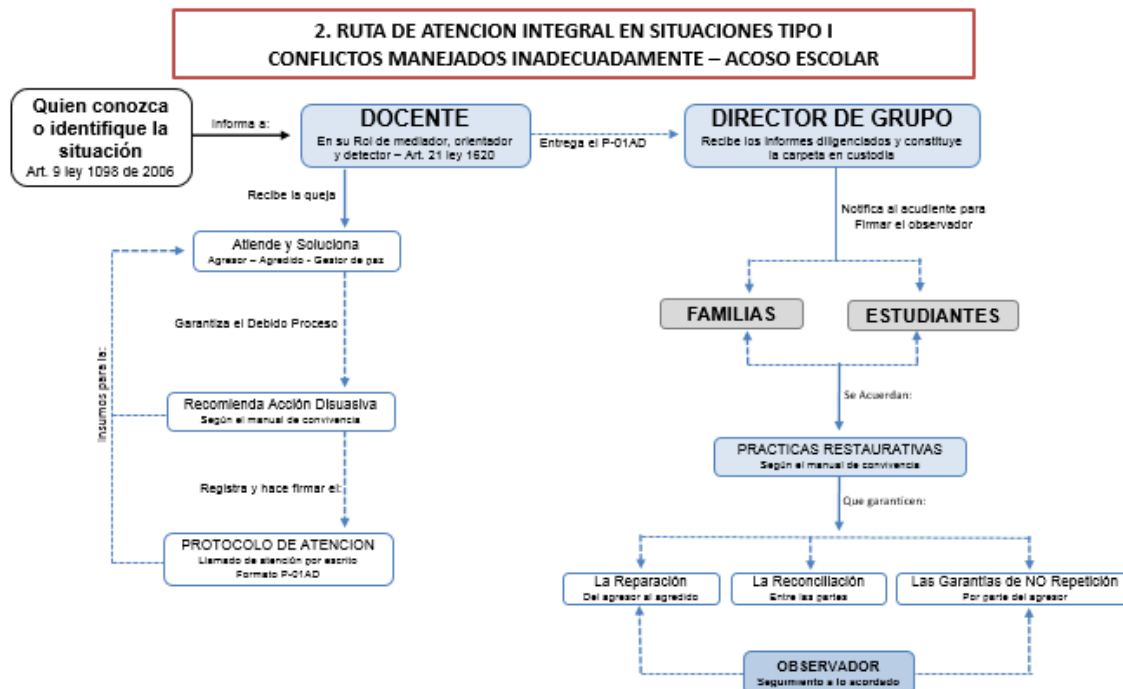 2. RUTA DE ATENCION INTEGRAL EN SITUACIONES TIPO I
CONFLICTOS MANEJADOS INADECUADAMENTE – ACOSO ESCOLAR
Quien conozca
o identifique la
situación
Art. 9 ley 1098 de 2006
Informa a:
DOCENTE
En su Rol de mediador, orientador
y detector – Art. 21 ley 1620
Entrega el P-01AD
DIRECTOR DE GRUPO
Recibe los informes diligenciados y constituye
la carpeta en custodia
Recibe la queja
Notifica al acudiente para
Firmar el observador
Atiende y Soluciona
Agresor – Agredido - Gestor de paz
Garantiza el Debido Proceso
FAMILIAS
ESTUDIANTES
Insumos para la:
Recomienda Acción Disuasiva
Según el manual de convivencia
Se Acuerdan:
PRACTICAS RESTAURATIVAS
Según el manual de convivencia
Registra y hace firmar el:
Que garanticen:
PROTOCOLO DE ATENCION
Llamado de atención por escrito
Formato P-01AD
La Reparación
Del agresor al agredido
La Reconciliación
Entre las partes
Las Garantías de NO Repetición
Por parte del agresor
OBSERVADOR
Seguimiento a lo acordado